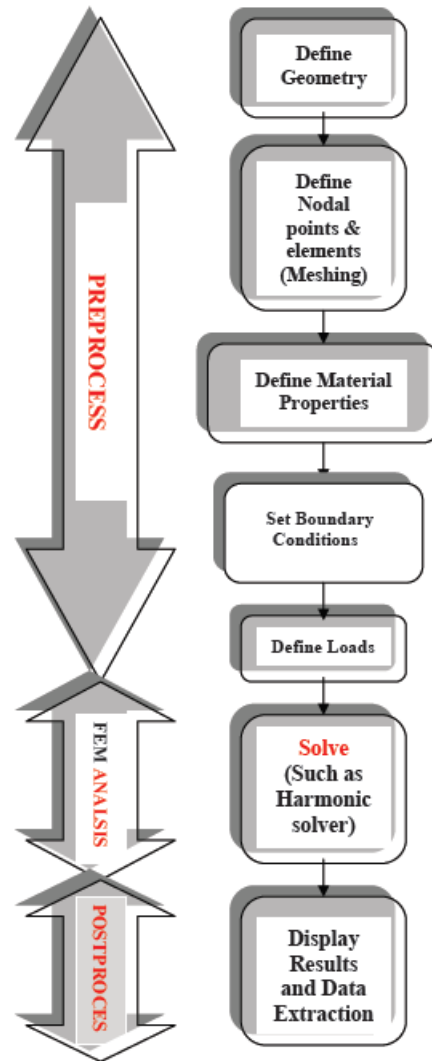 Define
Geometry
Define
Nodal
points &
elements
(Meshing)
PREPROCESS
Define Material
Properties
Set Boundary
Conditions
Define Loads
FEM ANALSIS
Solve
(Such as
Harmonic
solver)
POSTPROCES
Display
Results
and Data
Extraction